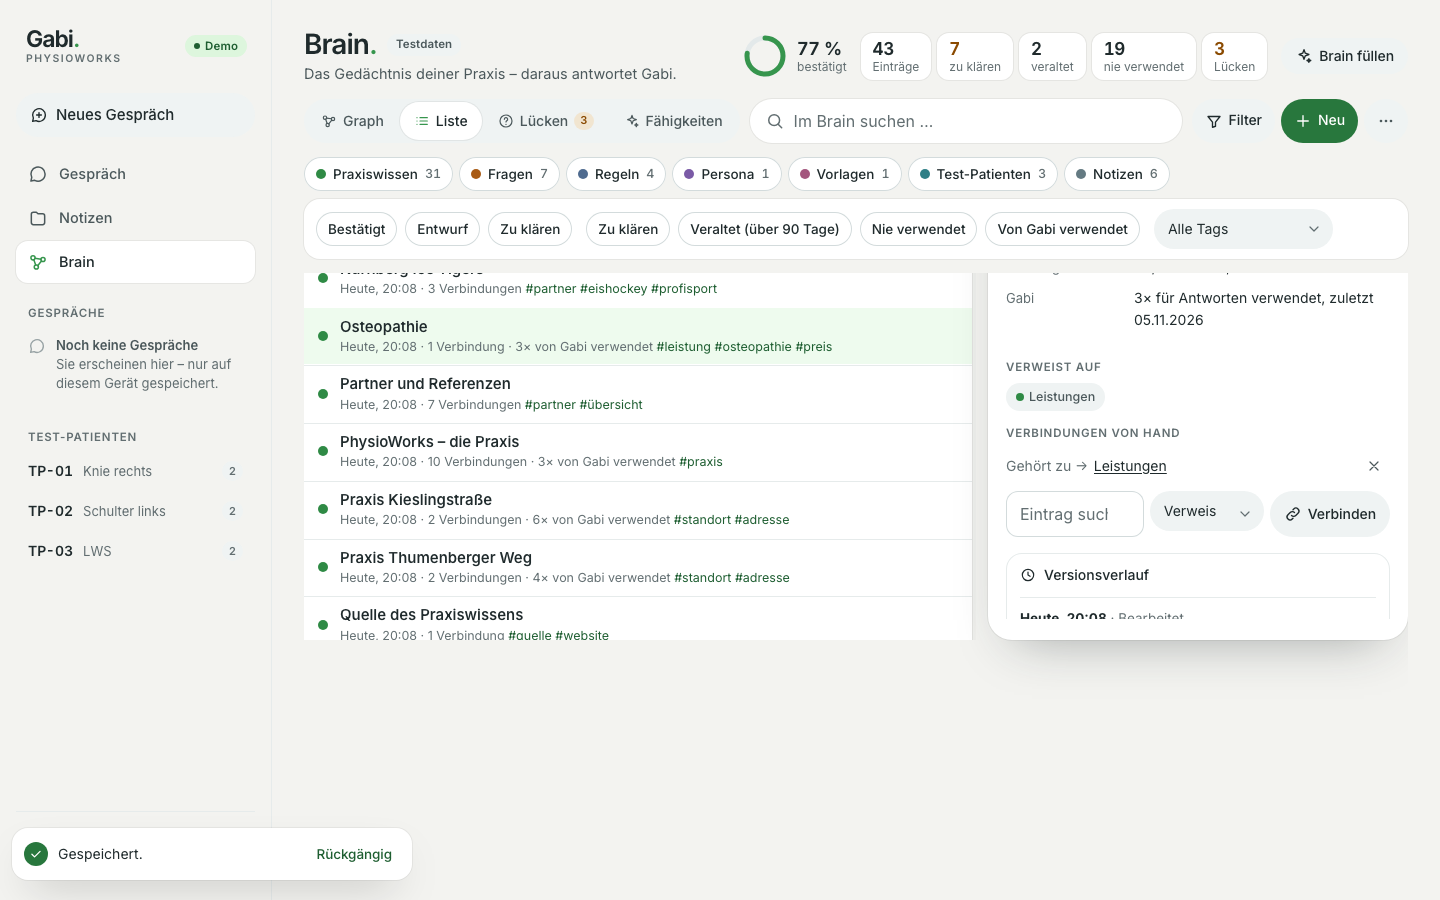 Gabi.
PHYSIOWORKS
Demo
Neues Gespräch
Gespräch
Notizen
Brain
GESPRÄCHE
Noch keine Gespräche
Sie erscheinen hier – nur auf
diesem Gerät gespeichert.
TEST-PATIENTEN
TP-01 Knie rechts 2
TP-02 Schulter links 2
TP-03 LWS 2
Gespeichert. Rückgängig
Brain. Testdaten
Das Gedächtnis deiner Praxis – daraus antwortet Gabi.
77 %
bestätigt
43
Einträge
7
zu klären
2
veraltet
19
nie verwendet
3
Lücken
Brain füllen
Graph Liste Lücken 3 Fähigkeiten
Im Brain suchen ...
Filter
Neu
Praxiswissen 31 Fragen 7 Regeln 4 Persona 1 Vorlagen 1 Test-Patienten 3 Notizen 6
Bestätigt Entwurf Zu klären Zu klären Veraltet (über 90 Tage) Nie verwendet Von Gabi verwendet Alle Tags
Heute, 20:08 · 3 Verbindungen #partner #eishockey #profisport
Osteopathie
Heute, 20:08 · 1 Verbindung · 3× von Gabi verwendet #leistung #osteopathie #preis
Partner und Referenzen
Heute, 20:08 · 7 Verbindungen #partner #übersicht
PhysioWorks – die Praxis
Heute, 20:08 · 10 Verbindungen · 3× von Gabi verwendet #praxis
Praxis Kieslingstraße
Heute, 20:08 · 2 Verbindungen · 6× von Gabi verwendet #standort #adresse
Praxis Thumenberger Weg
Heute, 20:08 · 2 Verbindungen · 4× von Gabi verwendet #standort #adresse
Quelle des Praxiswissens
Heute, 20:08 · 1 Verbindung #quelle #website
Gabi 3× für Antworten verwendet, zuletzt
05.11.2026
VERWEIST AUF
Leistungen
VERBINDUNGEN VON HAND
Gehört zu → Leistungen
Eintrag such Verweis Verbinden
Versionsverlauf
Heute, 20:08 · Bearbeitet